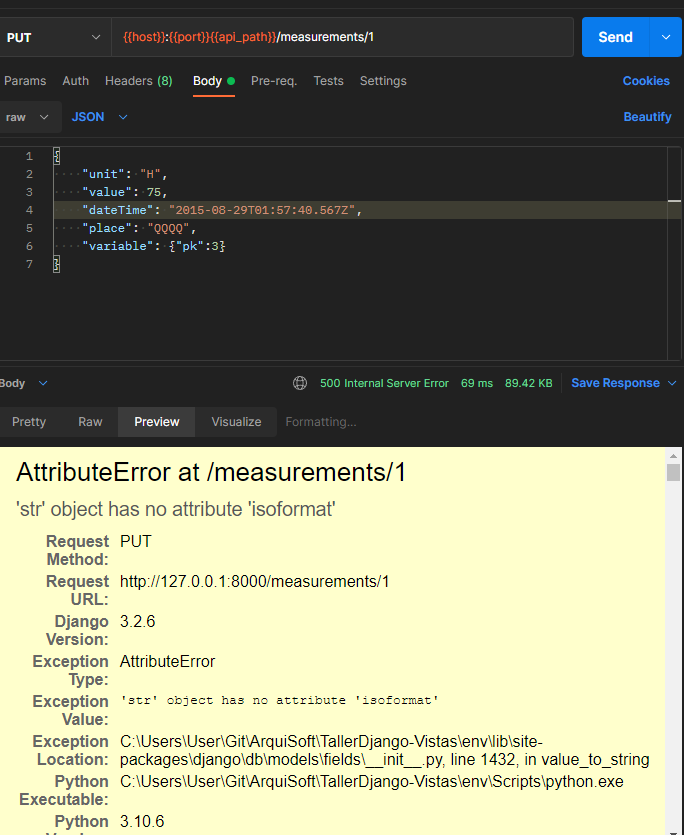 PUT {{host}}:{{port}}{{api_path}}/measurements/1 Send
Params Auth Headers (8) Body Pre-req. Tests Settings Cookies
raw JSON Beautify
1 {
2 "unit": "H",
3 "value": 75,
4 "dateTime": "2015-08-29T01:57:40.567Z",
5 "place": "QQQQ",
6 "variable": {"pk":3}
7 }
Body 500 Internal Server Error 69 ms 89.42 KB Save Response
Pretty Raw Preview Visualize Formatting...
AttributeError at /measurements/1
'str' object has no attribute 'isoformat'
Request PUT
Method:
Request http://127.0.0.1:8000/measurements/1
URL:
Django 3.2.6
Version:
Exception AttributeError
Type:
Exception 'str' object has no attribute 'isoformat'
Value:
Exception C:\Users\User\Git\ArquiSoft\TallerDjango-Vistas\env\lib\site-
Location: packages\django\db\models\fields\__init__.py, line 1432, in value_to_string
Python C:\Users\User\Git\ArquiSoft\TallerDjango-Vistas\env\Scripts\python.exe
Executable:
Python 3.10.6